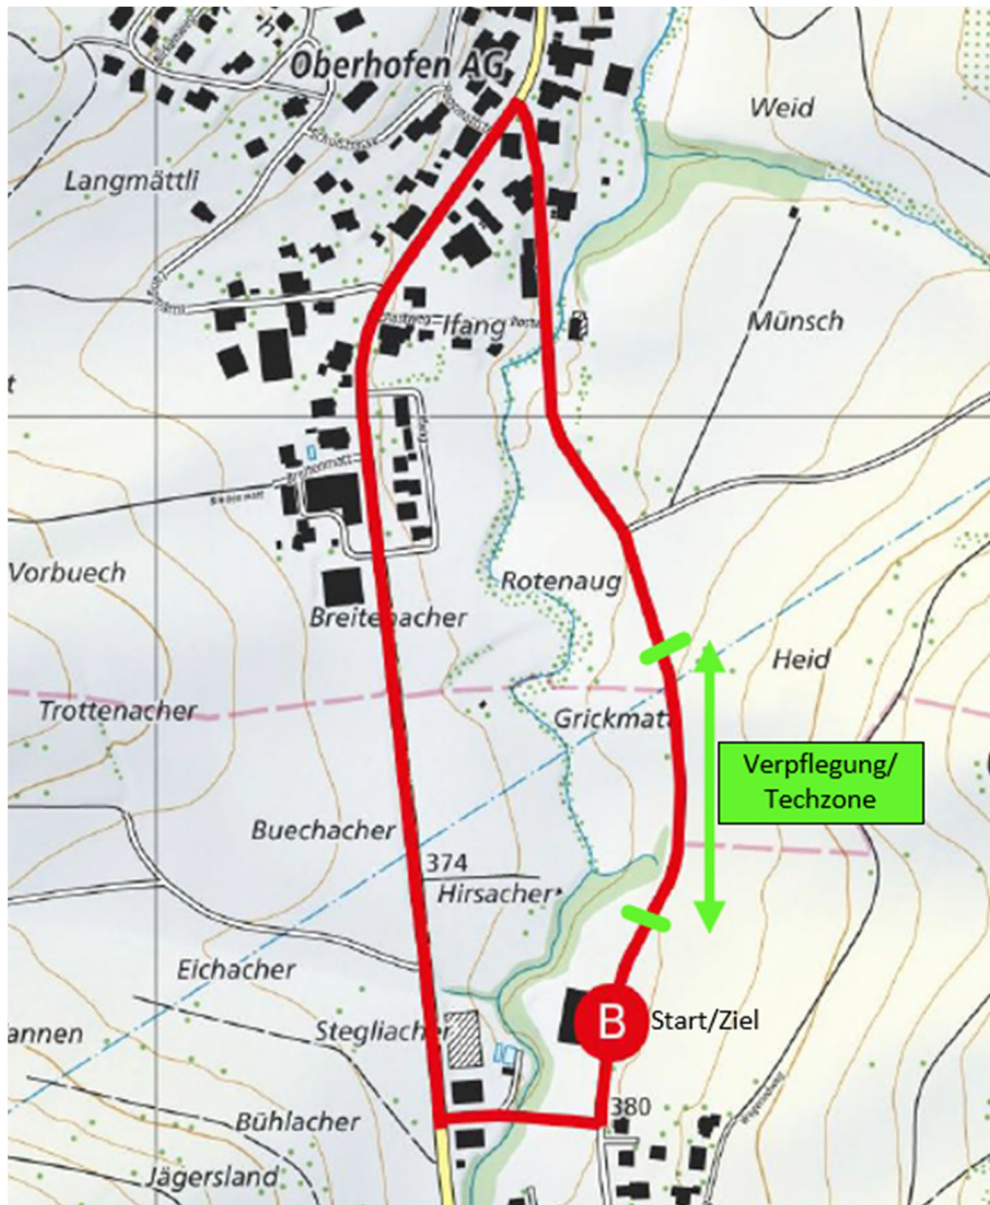 Oberhofen AG
Weid
Langmättli
Ifang
Münsch
Breitenmatt
Vorbuech
Rotenaug
Breitenacher
Heid
Trottenacher
Grickmatt
Verpflegung/
Techzone
Buechacher
374
Hirsacher
Eichacher
annen
Stegliacher
B
Start/Ziel
380
Bühlacher
Jägersland